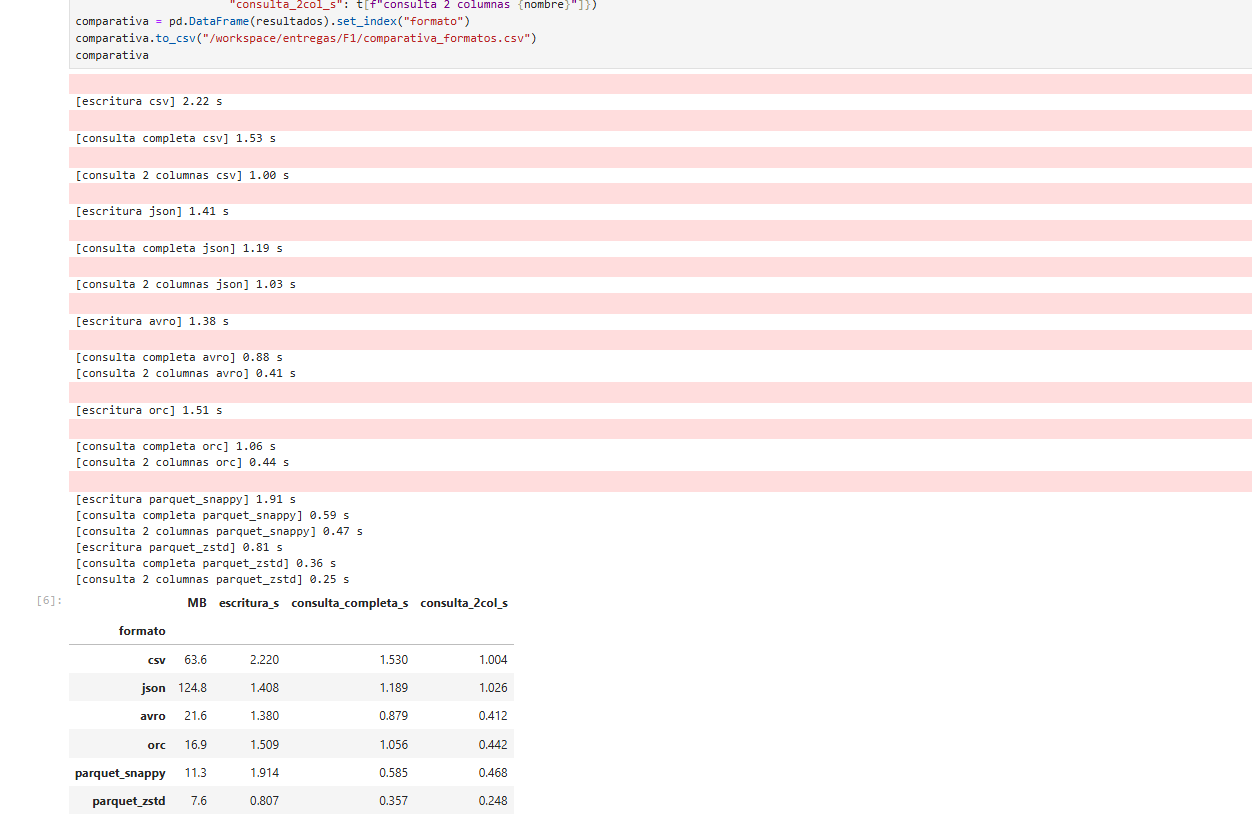 "consulta_2col_s": t[f"consulta 2 columnas {nombre}"]})
comparativa = pd.DataFrame(resultados).set_index("formato")
comparativa.to_csv("/workspace/entregas/F1/comparativa_formatos.csv")
comparativa
[escritura csv] 2.22 s
[consulta completa csv] 1.53 s
[consulta 2 columnas csv] 1.00 s
[escritura json] 1.41 s
[consulta completa json] 1.19 s
[consulta 2 columnas json] 1.03 s
[escritura avro] 1.38 s
[consulta completa avro] 0.88 s
[consulta 2 columnas avro] 0.41 s
[escritura orc] 1.51 s
[consulta completa orc] 1.06 s
[consulta 2 columnas orc] 0.44 s
[escritura parquet_snappy] 1.91 s
[consulta completa parquet_snappy] 0.59 s
[consulta 2 columnas parquet_snappy] 0.47 s
[escritura parquet_zstd] 0.81 s
[consulta completa parquet_zstd] 0.36 s
[consulta 2 columnas parquet_zstd] 0.25 s
[6]: MB escritura_s consulta_completa_s consulta_2col_s
formato
csv 63.6 2.220 1.530 1.004
json 124.8 1.408 1.189 1.026
avro 21.6 1.380 0.879 0.412
orc 16.9 1.509 1.056 0.442
parquet_snappy 11.3 1.914 0.585 0.468
parquet_zstd 7.6 0.807 0.357 0.248